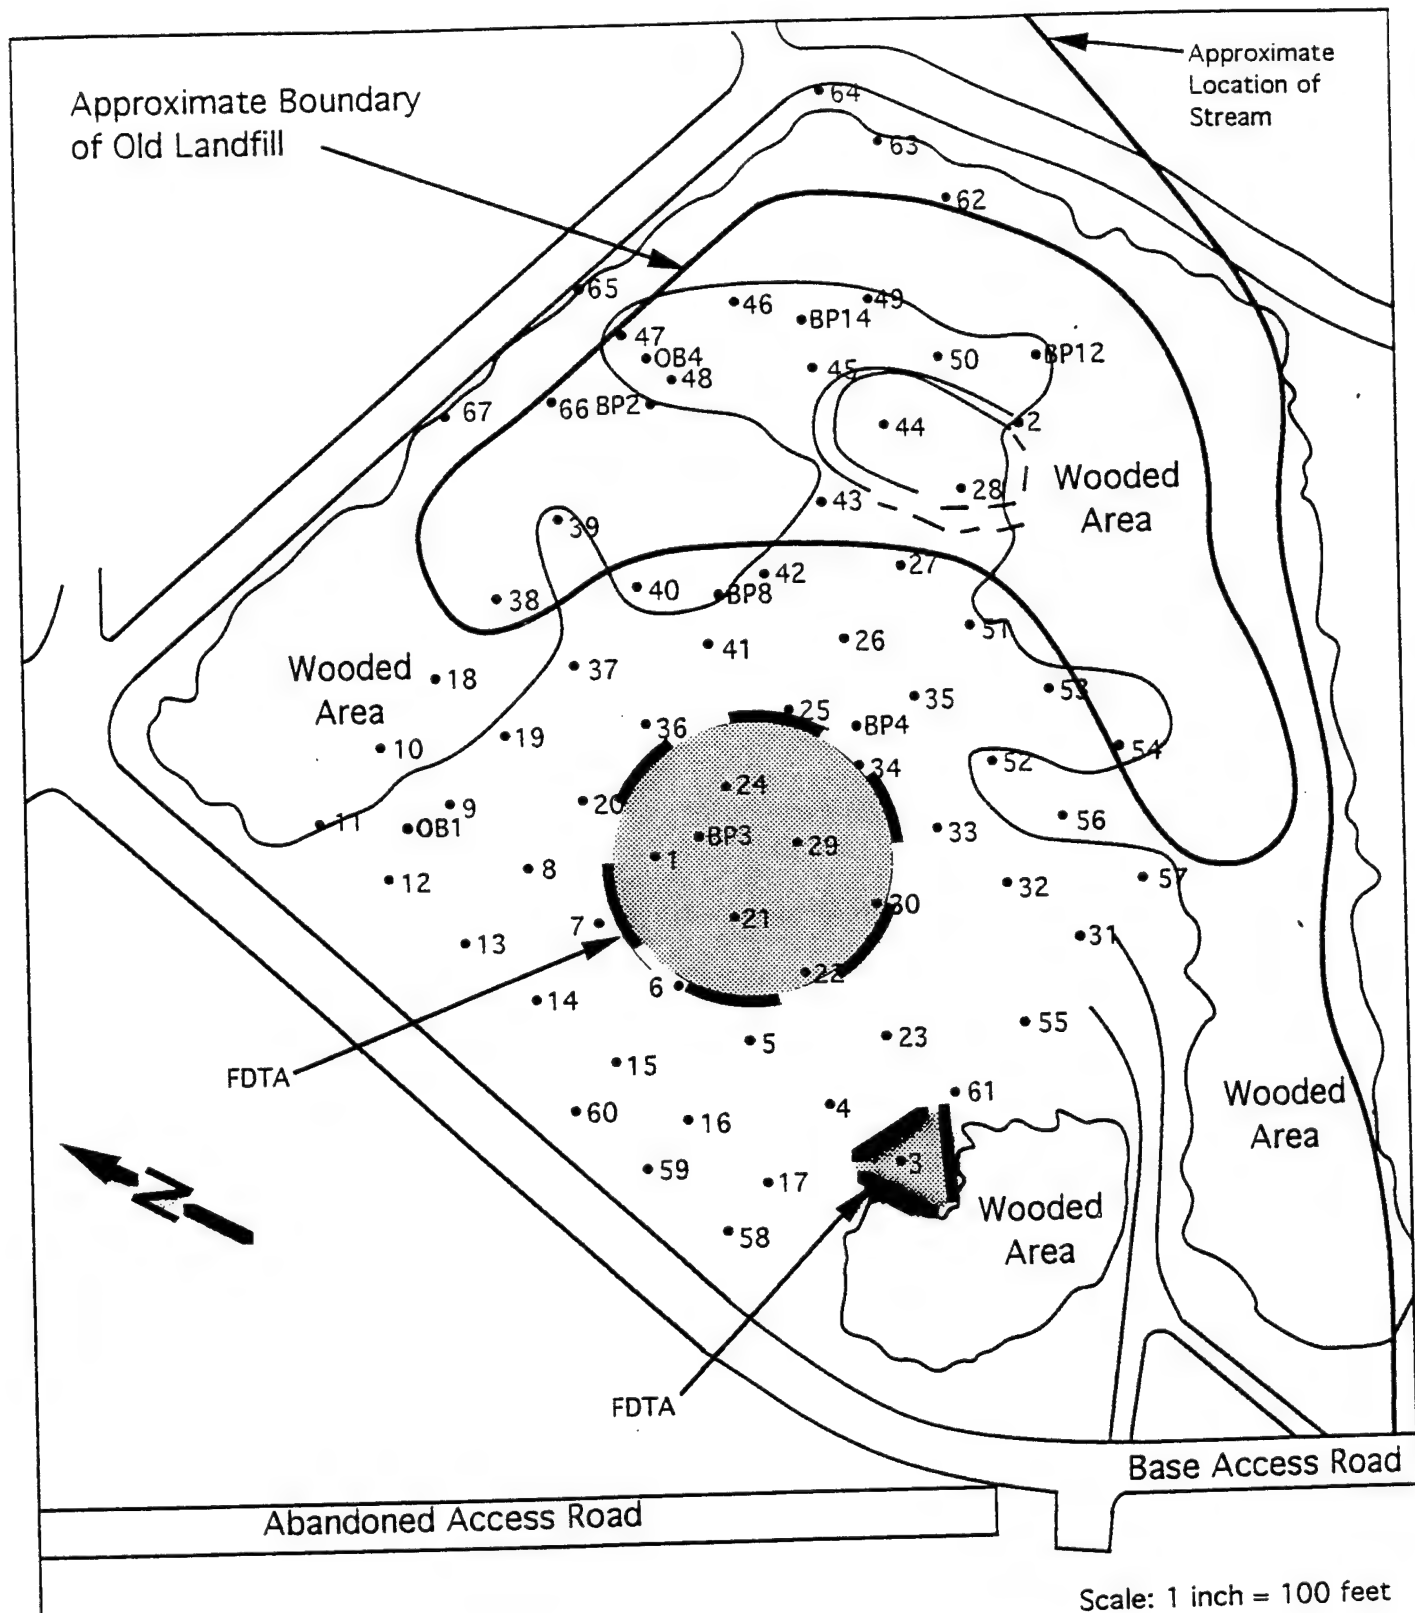 Approximate
Location of
Stream
Approximate Boundary
of Old Landfill
64
63
62
65
46
49
BP14
47
OB4
48
45
50
BP12
66 BP2
67
44
2
Wooded
Area
28
43
39
27
42
40
BP8
38
51
26
41
37
Wooded
Area
18
53
35
25
BP4
36
19
10
54
52
34
24
20
9
OB1
11
56
33
BP3
29
1
8
12
32
57
30
21
7
31
13
22
6
14
55
23
5
15
FDTA
61
Wooded
Area
4
60
16
3
59
17
N
Wooded
Area
58
FDTA
Base Access Road
Abandoned Access Road
Scale: 1 inch = 100 feet